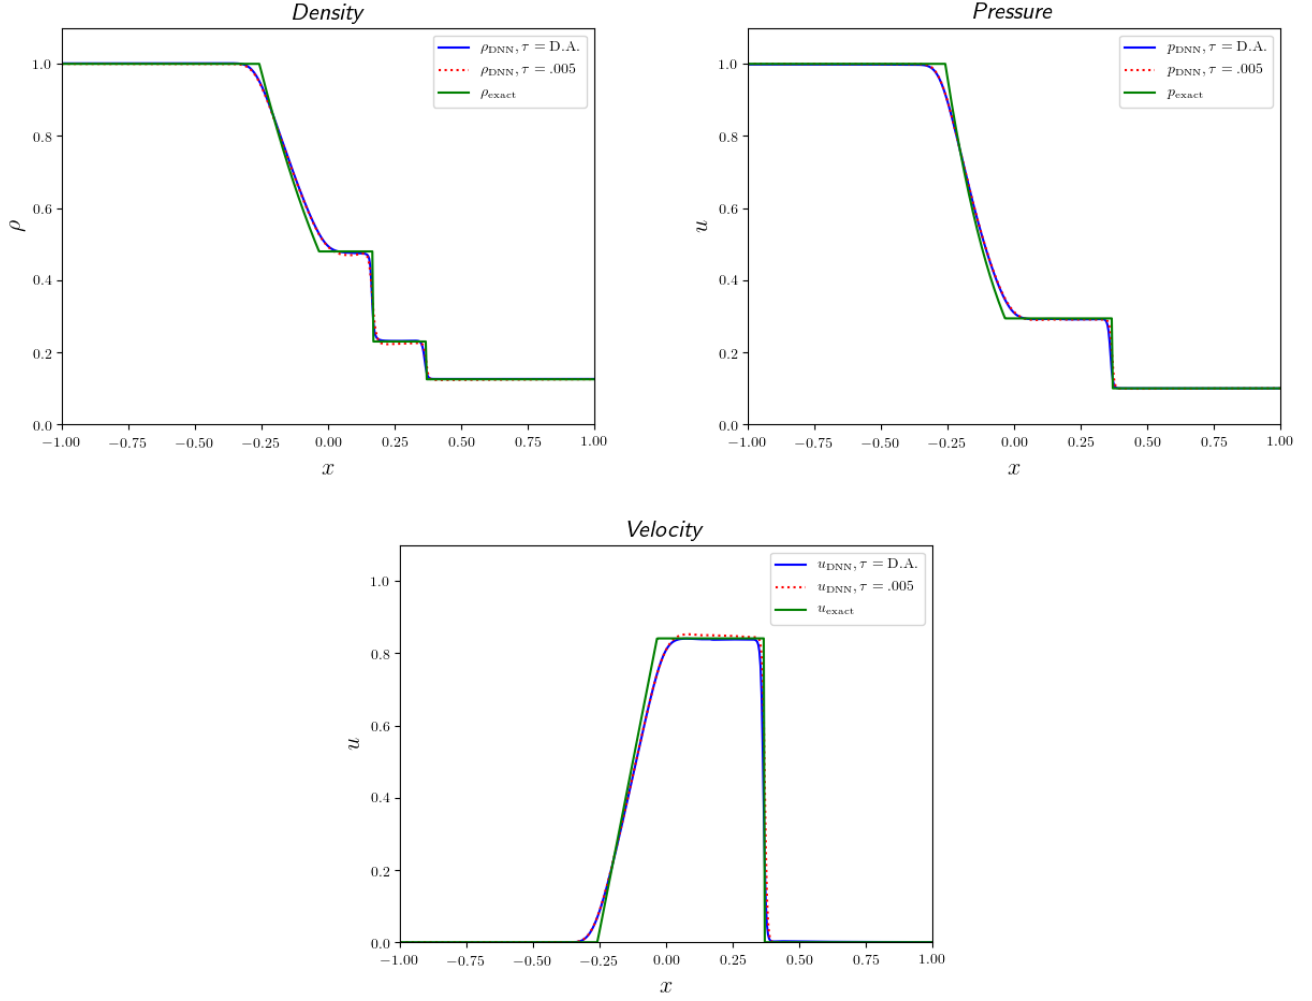 Density
ρ_DNN, τ = D.A.
ρ_DNN, τ = .005
ρ_exact
1.0
0.8
0.6
0.4
0.2
0.0
ρ
−1.00 −0.75 −0.50 −0.25 0.00 0.25 0.50 0.75 1.00
x
Pressure
p_DNN, τ = D.A.
p_DNN, τ = .005
p_exact
1.0
0.8
0.6
0.4
0.2
0.0
u
−1.00 −0.75 −0.50 −0.25 0.00 0.25 0.50 0.75 1.00
x
Velocity
u_DNN, τ = D.A.
u_DNN, τ = .005
u_exact
1.0
0.8
0.6
0.4
0.2
0.0
u
−1.00 −0.75 −0.50 −0.25 0.00 0.25 0.50 0.75 1.00
x